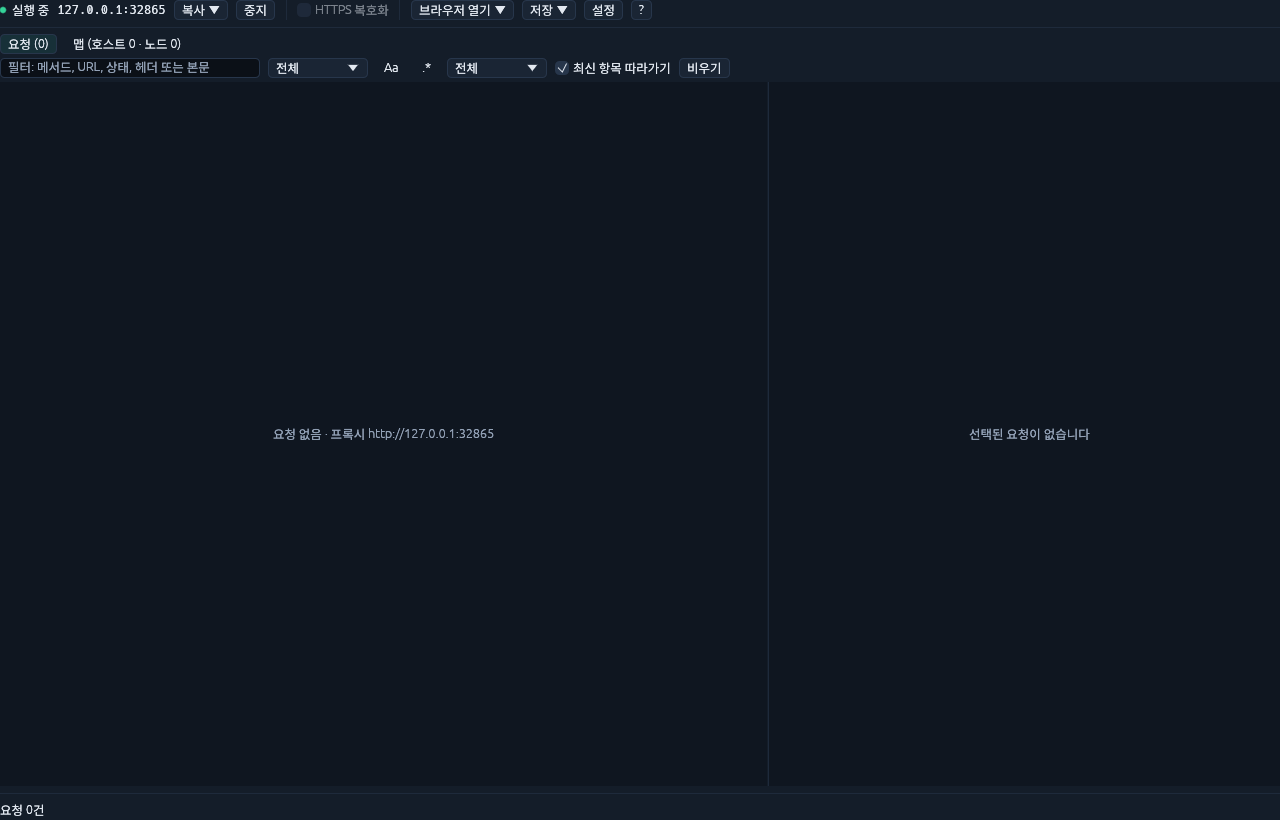 실행 중 127.0.0.1:32865 복사 ▼ 중지 HTTPS 복호화 브라우저 열기 ▼ 저장 ▼ 설정 ?
요청 (0) 맵 (호스트 0 · 노드 0)
필터: 메서드, URL, 상태, 헤더 또는 본문 전체 ▼ Aa .* 전체 ▼ 최신 항목 따라가기 비우기
요청 없음 · 프록시 http://127.0.0.1:32865 선택된 요청이 없습니다
요청 0건